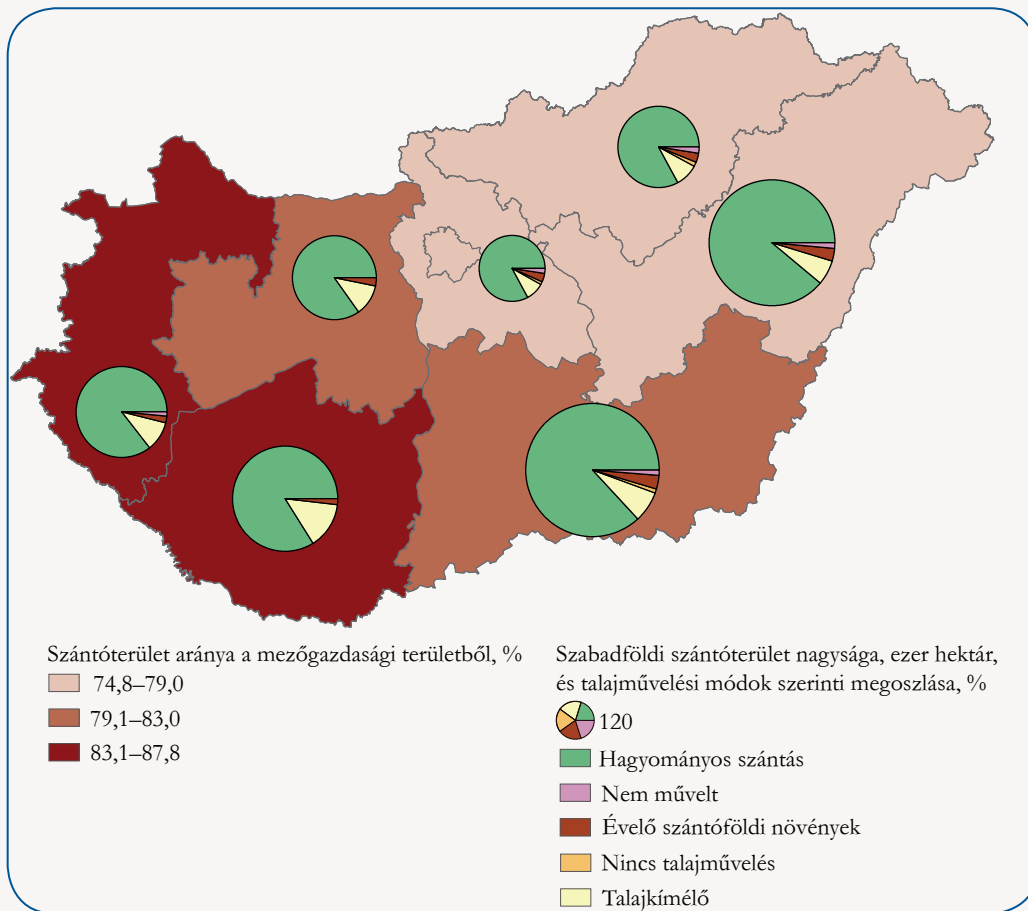 Szántóterület aránya a mezőgazdasági területből, %
74,8–79,0
79,1–83,0
83,1–87,8
Szabadföldi szántóterület nagysága, ezer hektár,
és talajművelési módok szerinti megoszlása, %
120
Hagyományos szántás
Nem művelt
Évelő szántóföldi növények
Nincs talajművelés
Talajkímélő